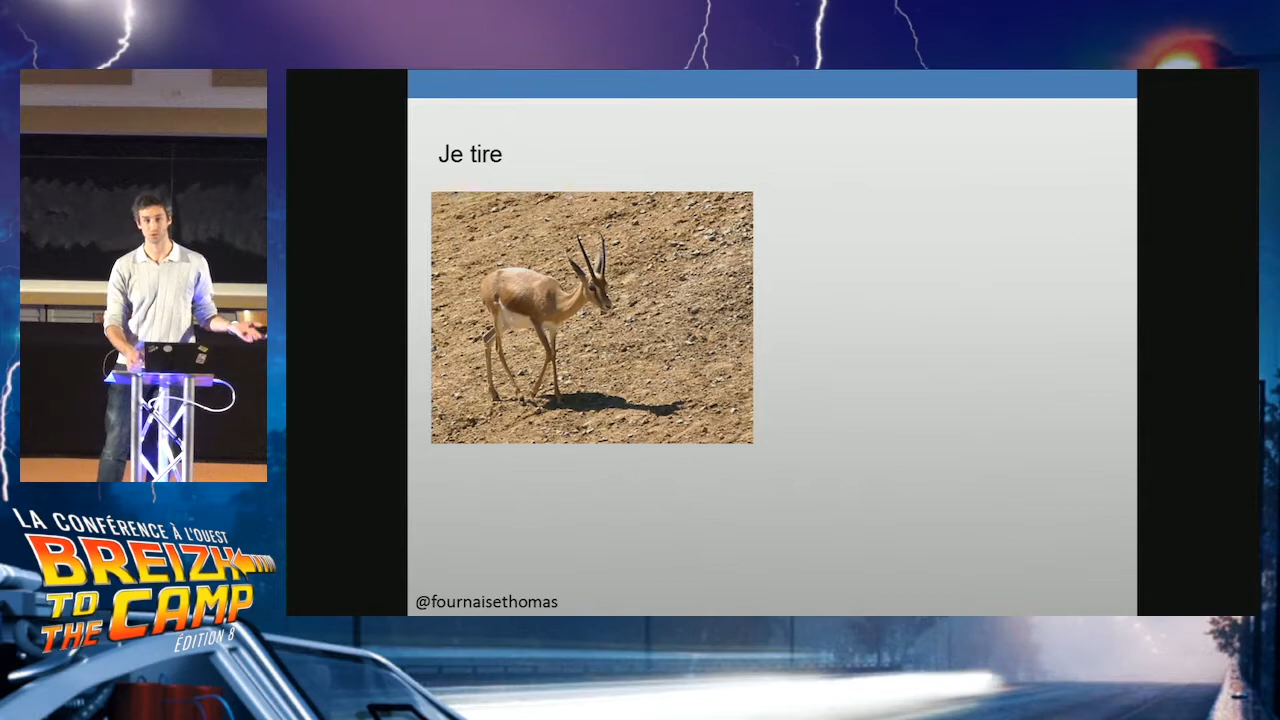 Je tire
@fournaisethomas
LA CONFÉRENCE À L'OUEST
BREIZH
TO
THE CAMP
ÉDITION 8